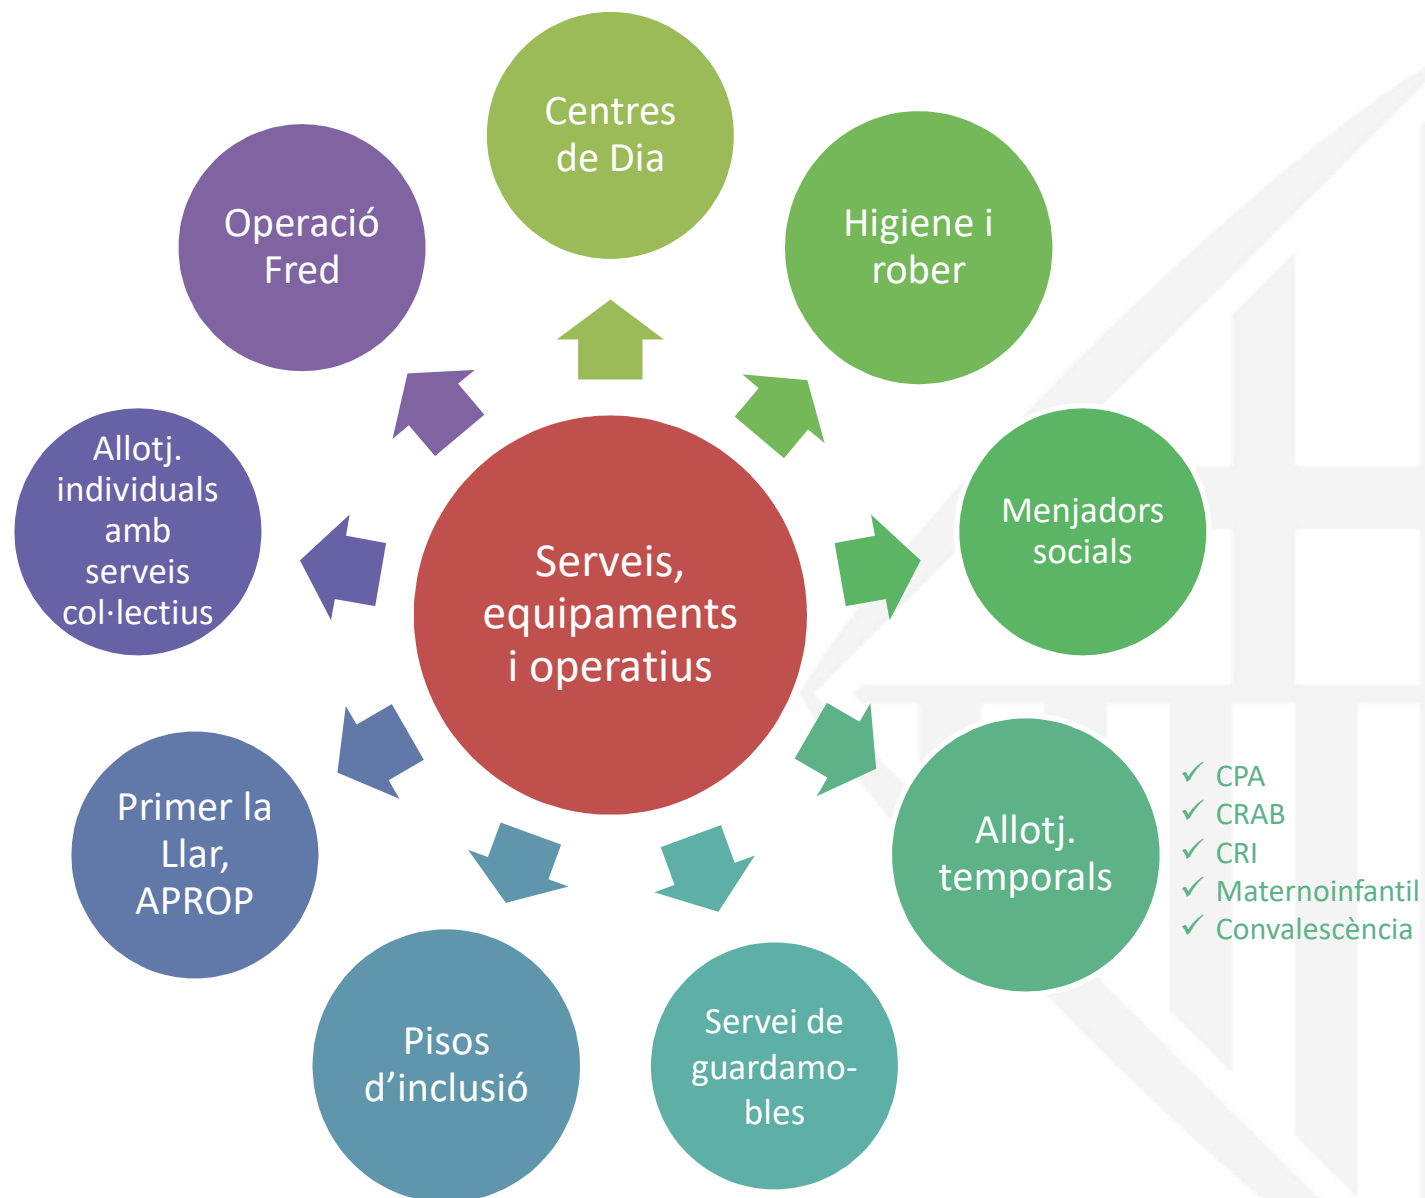 Centres
de Dia
Higiene i
rober
Menjadors
socials
Allotj.
temporals
CPA
CRAB
CRI
Maternoinfantil
Convalescència
Servei de
guardamo-
bles
Pisos
d’inclusió
Primer la
Llar,
APROP
Allotj.
individuals
amb
serveis
col·lectius
Operació
Fred
Serveis,
equipaments
i operatius